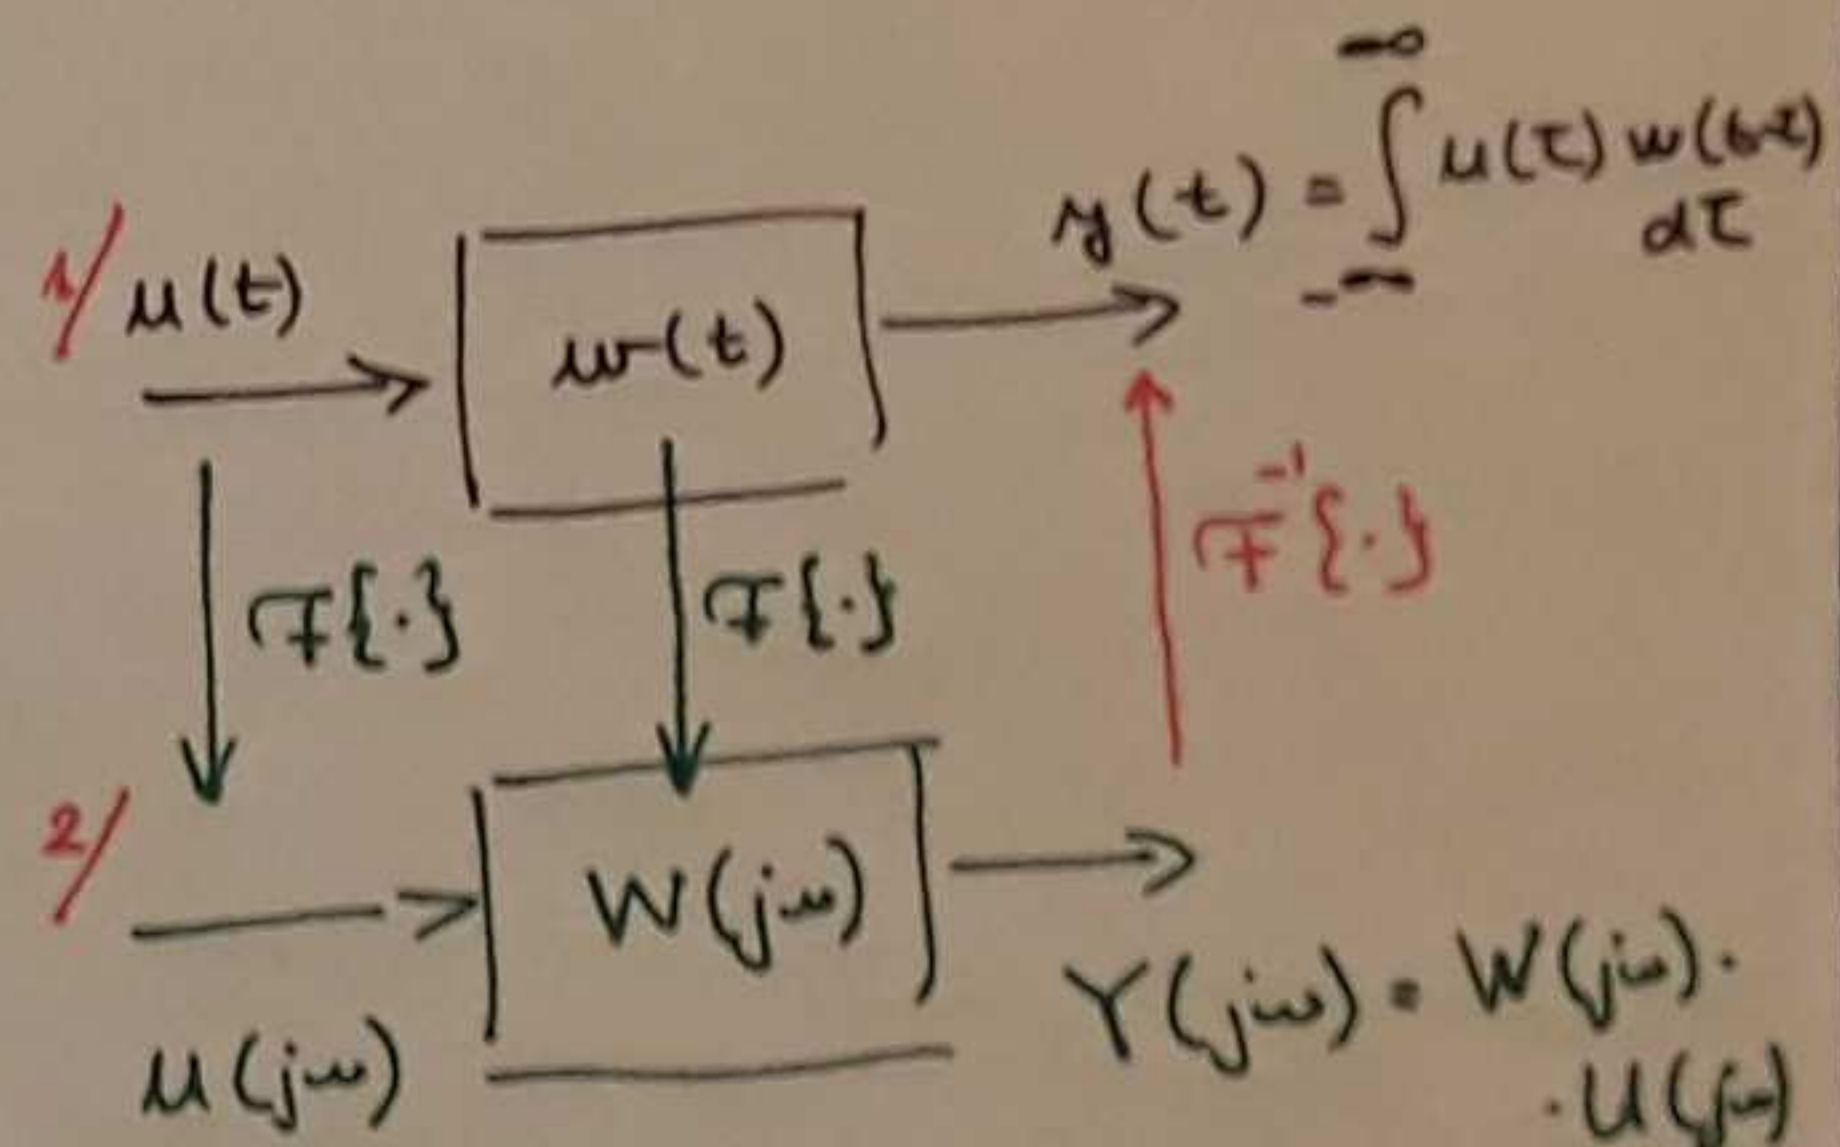 ∞
1/ u(t)
w(t)
y(t) = ∫ u(τ) w(t-τ)
dτ
-∞
F{·}
F{·}
F⁻¹{·}
2/
W(jω)
U(jω)
Y(jω) = W(jω) ·
· U(jω)